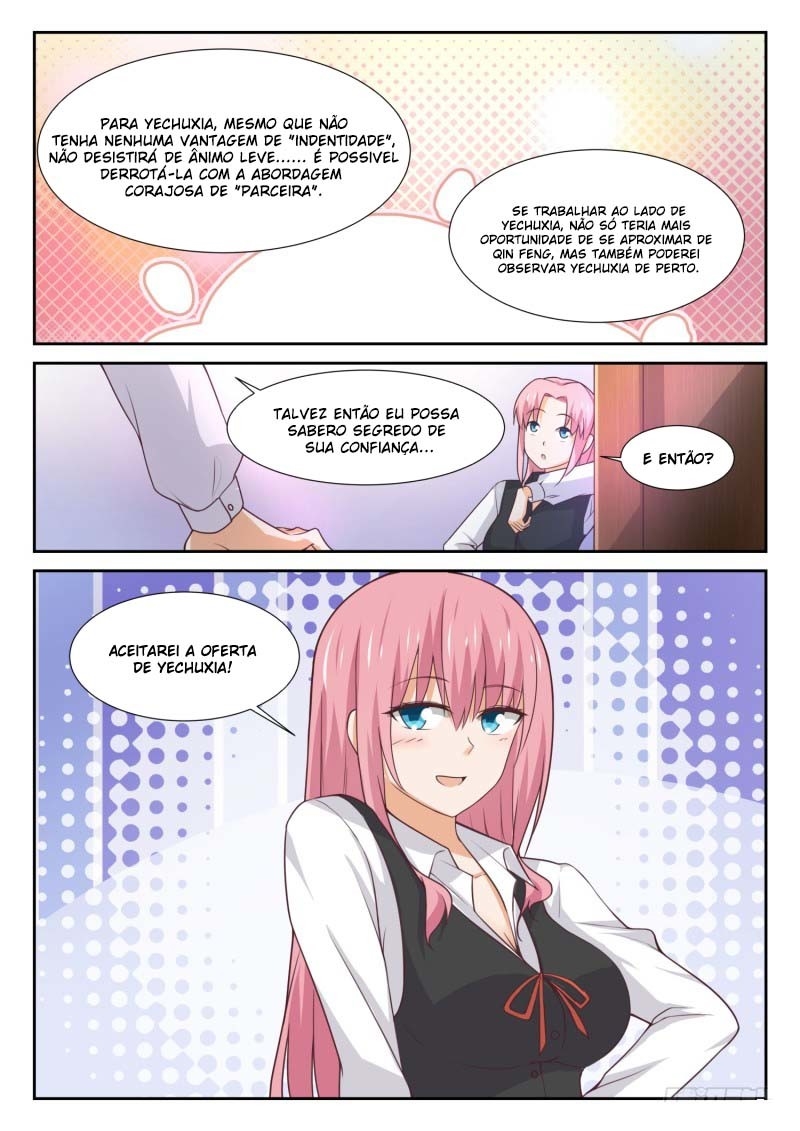 PARA YECHUXIA, MESMO QUE NÃO
TENHA NENHUMA VANTAGEM DE "INDENTIDADE",
NÃO DESISTIRÁ DE ÂNIMO LEVE...... É POSSIVEL
DERROTÁ-LA COM A ABORDAGEM
CORAJOSA DE "PARCEIRA".
SE TRABALHAR AO LADO DE
YECHUXIA, NÃO SÓ TERIA MAIS
OPORTUNIDADE DE SE APROXIMAR DE
QIN FENG, MAS TAMBÉM PODEREI
OBSERVAR YECHUXIA DE PERTO.
TALVEZ ENTÃO EU POSSA
SABERO SEGREDO DE
SUA CONFIANÇA...
E ENTÃO?
ACEITAREI A OFERTA
DE YECHUXIA!